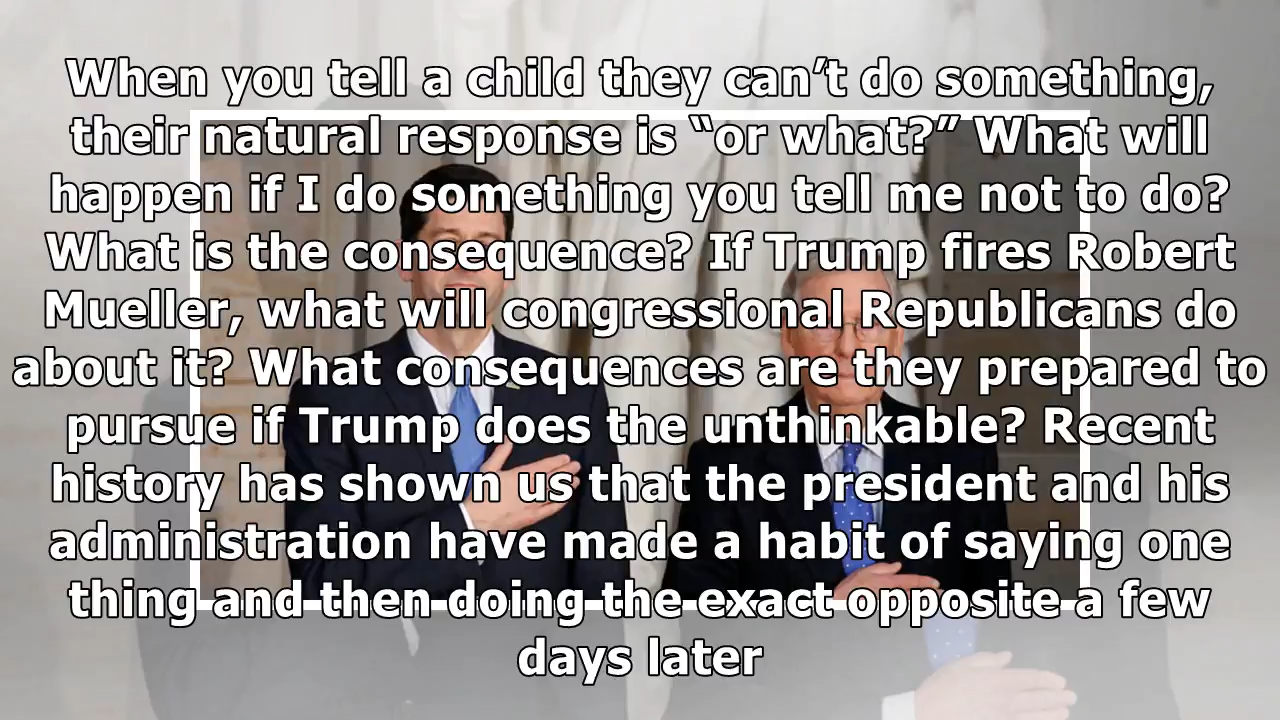 When you tell a child they can’t do something,
their natural response is “or what?” What will
happen if I do something you tell me not to do?
What is the consequence? If Trump fires Robert
Mueller, what will congressional Republicans do
about it? What consequences are they prepared to
pursue if Trump does the unthinkable? Recent
history has shown us that the president and his
administration have made a habit of saying one
thing and then doing the exact opposite a few
days later